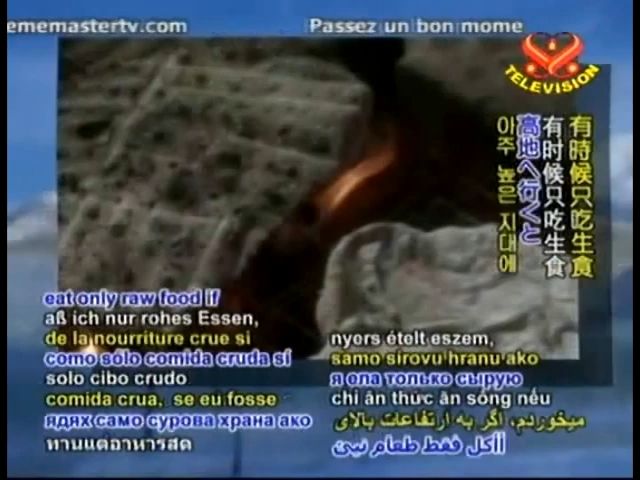 ememastertv.com
Passez un bon mome
TELEVISION
有時候只吃生食
有时候只吃生食
高地へ行くと
아주 높은 지대에
eat only raw food if
aß ich nur rohes Essen,
de la nourriture crue si
como sólo comida cruda si
solo cibo crudo
comida crua, se eu fosse
ядях само сурова храна ако
ทานแต่อาหารสด
nyers ételt eszem,
samo sirovu hranu ako
я ела только сырую
chỉ ăn thức ăn sống nếu
میخوردم، اگر به ارتفاعات بالای
أأكل فقط طعام نيئ